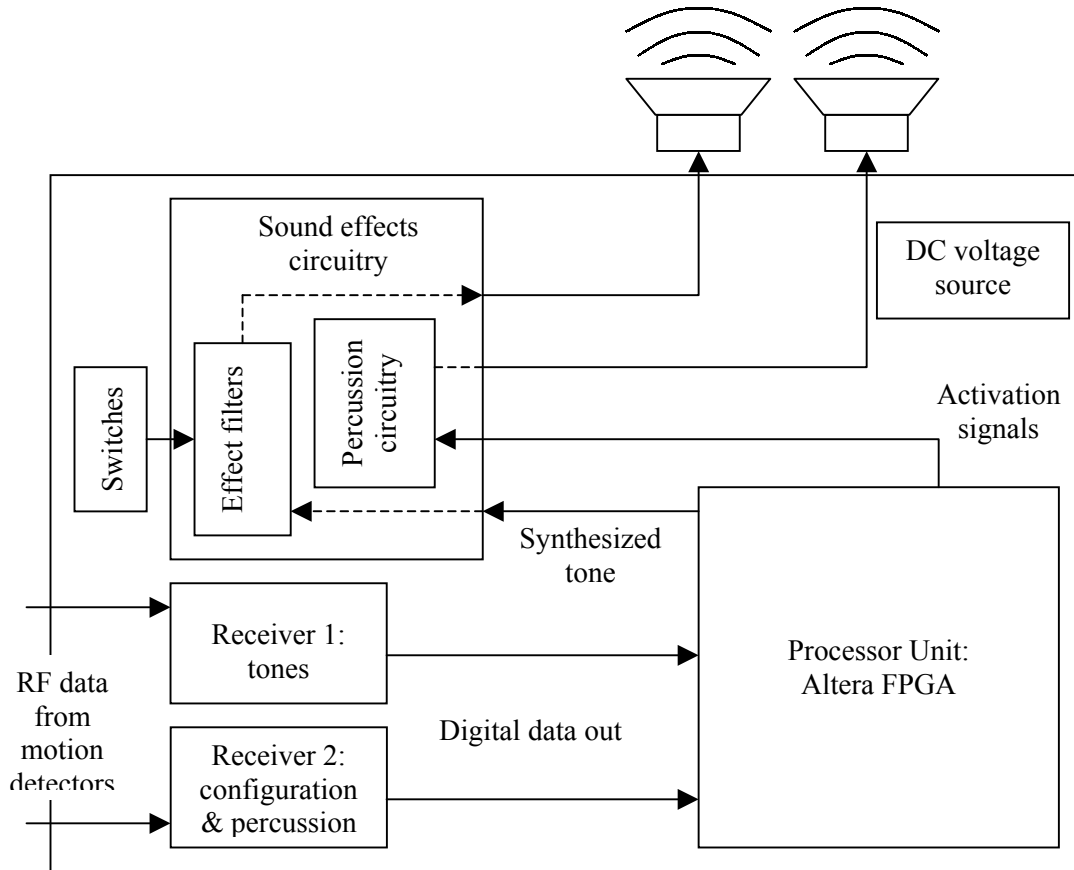 Sound effects
circuitry
DC voltage
source
Switches
Effect filters
Percussion
circuitry
Activation
signals
Synthesized
tone
Receiver 1:
tones
Processor Unit:
Altera FPGA
RF data
from
motion
detectors
Digital data out
Receiver 2:
configuration
& percussion